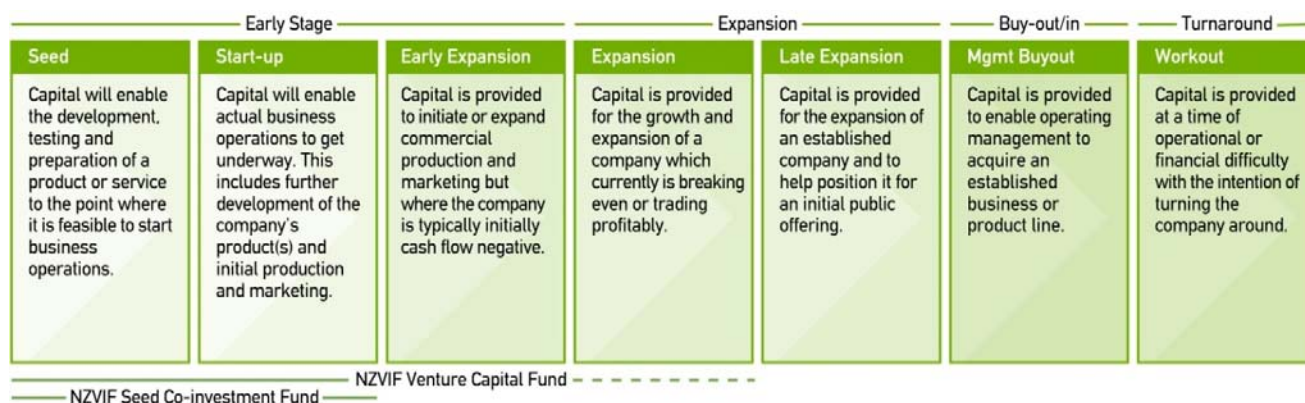 Early Stage
Expansion
Buy-out/in
Turnaround
Seed
Capital will enable
the development,
testing and
preparation of a
product or service
to the point where
it is feasible to start
business
operations.
Start-up
Capital will enable
actual business
operations to get
underway. This
includes further
development of the
company's
product(s) and
initial production
and marketing.
Early Expansion
Capital is provided
to initiate or expand
commercial
production and
marketing but
where the company
is typically initially
cash flow negative.
Expansion
Capital is provided
for the growth and
expansion of a
company which
currently is breaking
even or trading
profitably.
Late Expansion
Capital is provided
for the expansion of
an established
company and to
help position it for
an initial public
offering.
Mgmt Buyout
Capital is provided
to enable operating
management to
acquire an
established
business or
product line.
Workout
Capital is provided
at a time of
operational or
financial difficulty
with the intention of
turning the
company around.
NZVIF Venture Capital Fund
NZVIF Seed Co-investment Fund